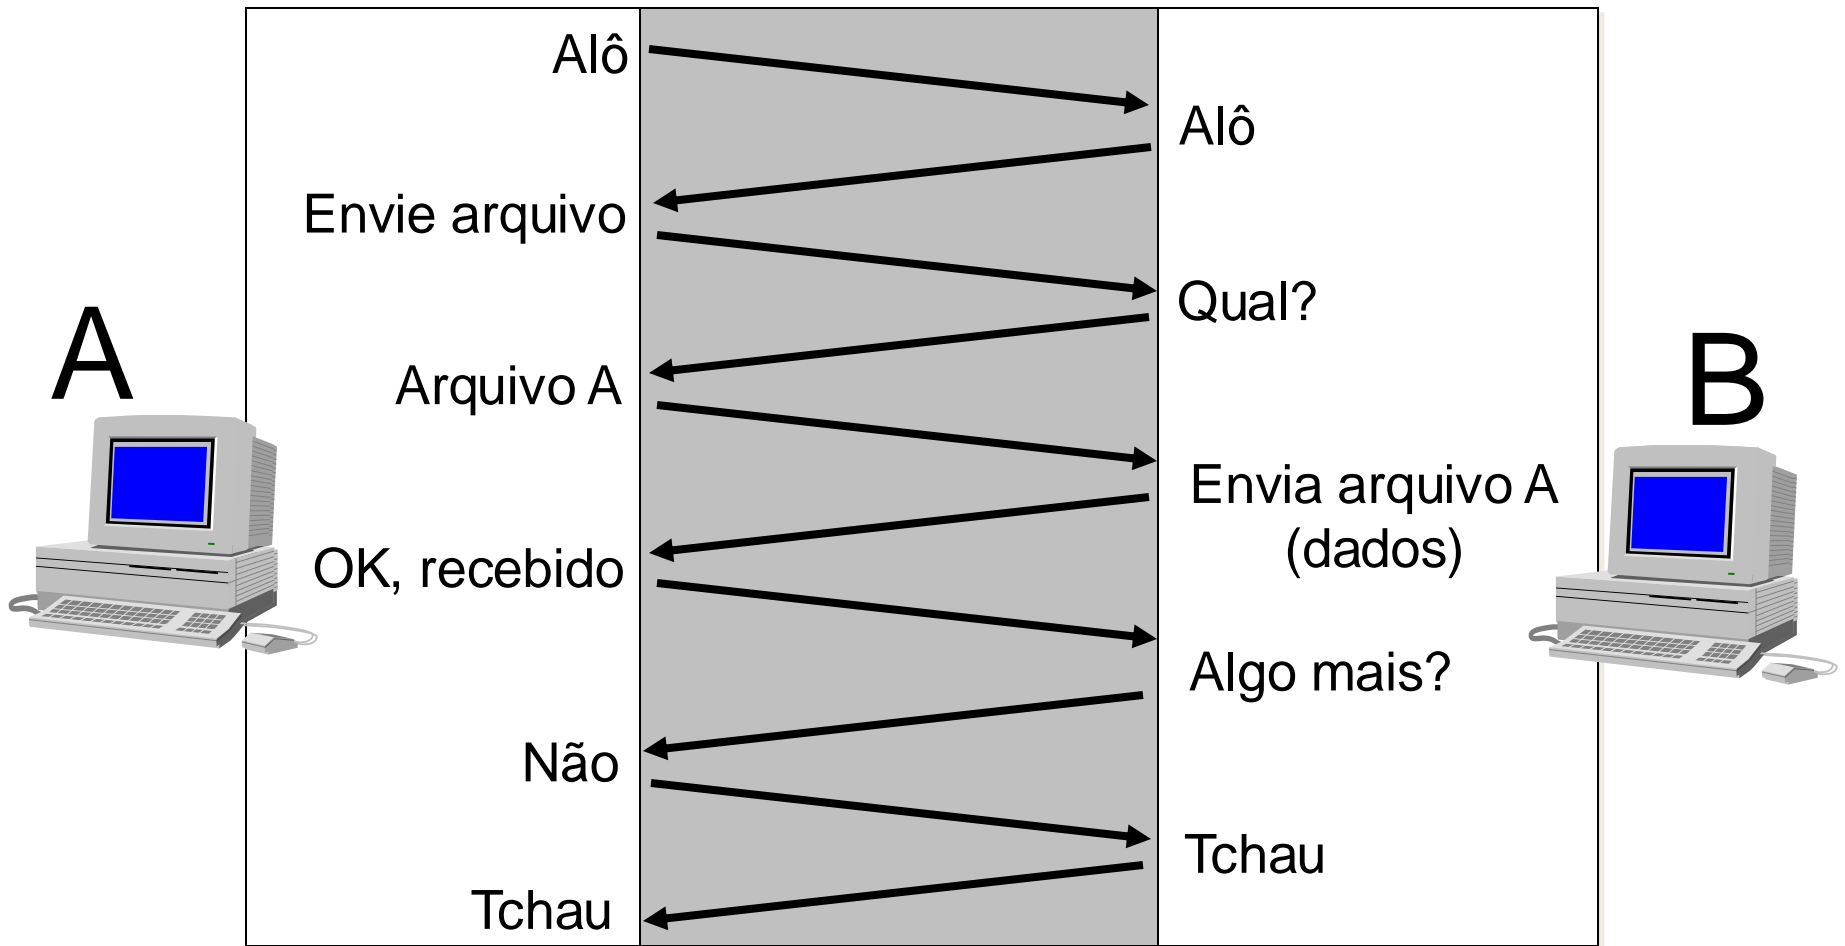 Alô
Alô
Envie arquivo
Qual?
A
B
Arquivo A
Envia arquivo A
(dados)
OK, recebido
Algo mais?
Não
Tchau
Tchau